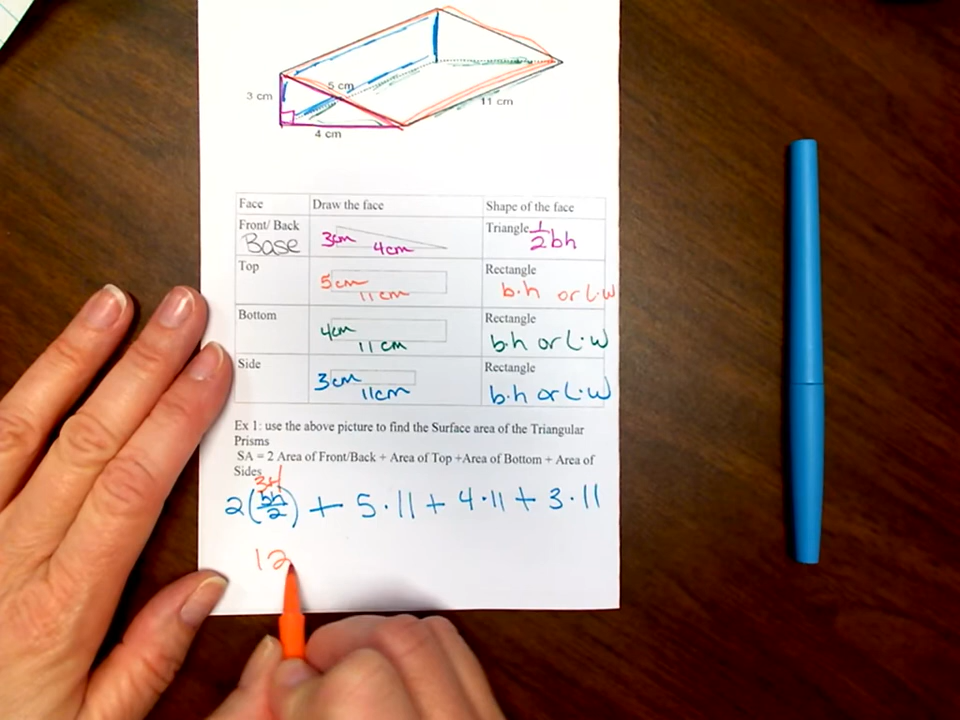 5 cm
3 cm
11 cm
4 cm
Face Draw the face Shape of the face
Front/ Back Triangle 1/2 bh
Base 3cm 4cm
Top Rectangle
5cm 11cm b.h or L.W
Bottom Rectangle
4cm 11cm b.h or L.W
Side Rectangle
3cm 11cm b.h or L.W
Ex 1: use the above picture to find the Surface area of the Triangular
Prisms
SA = 2 Area of Front/Back + Area of Top +Area of Bottom + Area of
Sides
2(bh/2) + 5·11 + 4·11 + 3·11
12